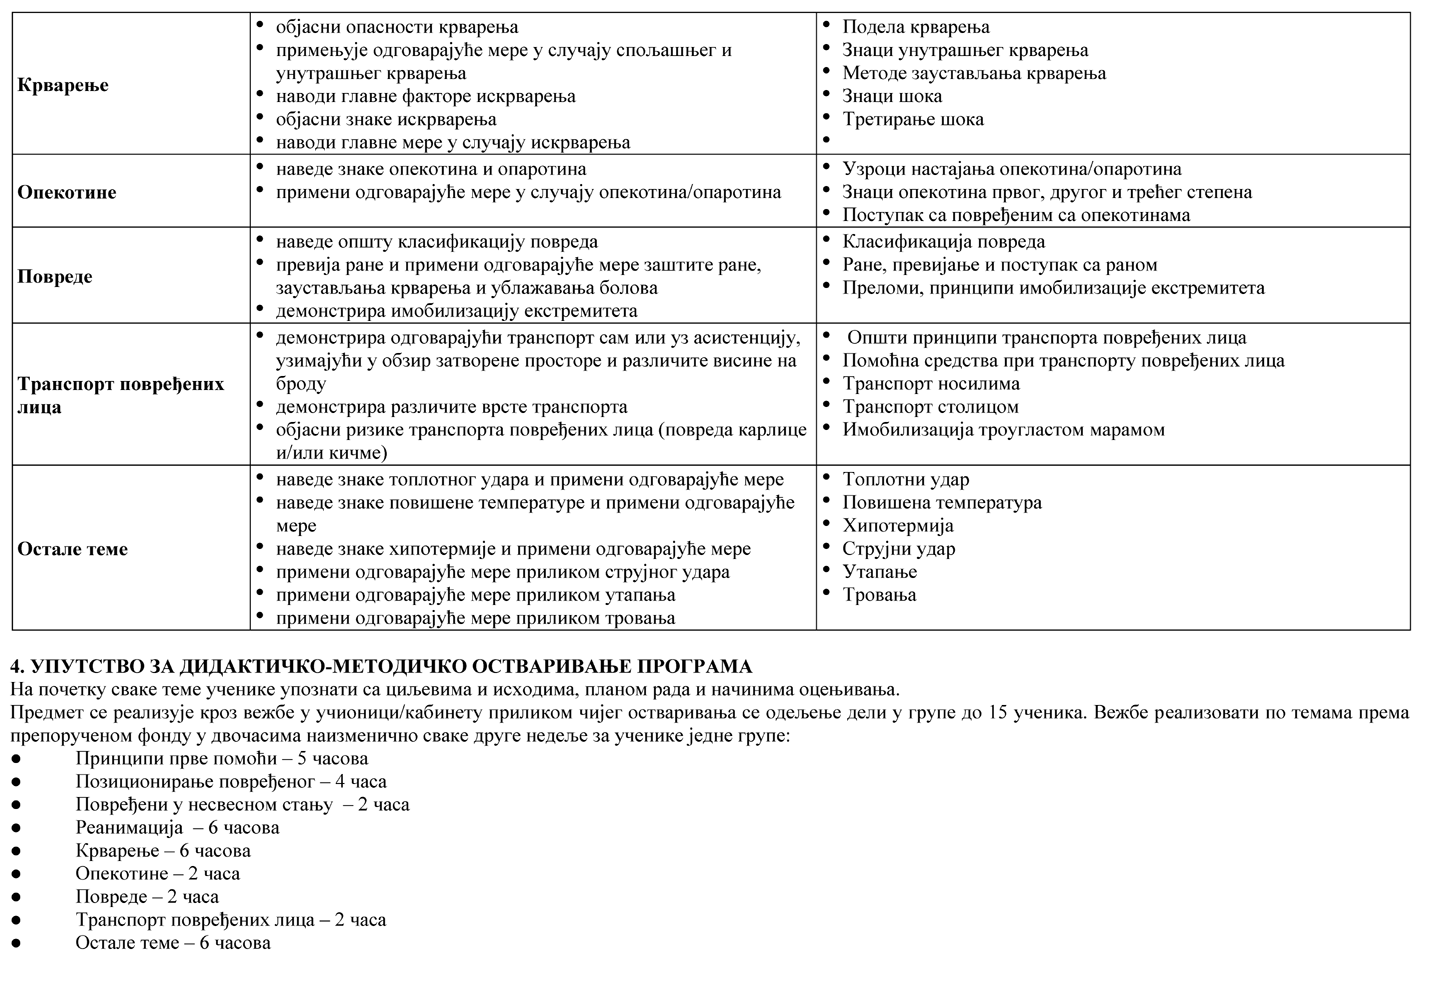 Крварење
• објасни опасности крварења
• примењује одговарајуће мере у случају спољашњег и
унутрашњег крварења
• наводи главне факторе искрварења
• објасни знаке искрварења
• наводи главне мере у случају искрварења
• Подела крварења
• Знаци унутрашњег крварења
• Методе заустављања крварења
• Знаци шока
• Третирање шока
•
Опекотине
• наведе знаке опекотина и опаротина
• примени одговарајуће мере у случају опекотина/опаротина
• Узроци настајања опекотина/опаротина
• Знаци опекотина првог, другог и трећег степена
• Поступак са повређеним са опекотинама
Повреде
• наведе општу класификацију повреда
• превија ране и примени одговарајуће мере заштите ране,
заустављања крварења и ублажавања болова
• демонстрира имобилизацију екстремитета
• Класификација повреда
• Ране, превијање и поступак са раном
• Преломи, принципи имобилизације екстремитета
Транспорт повређених
лица
• демонстрира одговарајући транспорт сам или уз асистенцију,
узимајући у обзир затворене просторе и различите висине на
броду
• демонстрира различите врсте транспорта
• објасни ризике транспорта повређених лица (повреда карлице
и/или кичме)
• Општи принципи транспорта повређених лица
• Помоћна средства при транспорту повређених лица
• Транспорт носилима
• Транспорт столицом
• Имобилизација троугластом марамом
Остале теме
• наведе знаке топлотног удара и примени одговарајуће мере
• наведе знаке повишене температуре и примени одговарајуће
мере
• наведе знаке хипотермије и примени одговарајуће мере
• примени одговарајуће мере приликом струјног удара
• примени одговарајуће мере приликом утапања
• примени одговарајуће мере приликом тровања
• Топлотни удар
• Повишена температура
• Хипотермија
• Струјни удар
• Утапање
• Тровања
4. УПУТСТВО ЗА ДИДАКТИЧКО-МЕТОДИЧКО ОСТВАРИВАЊЕ ПРОГРАМА
На почетку сваке теме ученике упознати са циљевима и исходима, планом рада и начинима оцењивања.
Предмет се реализује кроз вежбе у учионици/кабинету приликом чијег остваривања се одељење дели у групе до 15 ученика. Вежбе реализовати по темама према
препорученом фонду у двочасима наизменично сваке друге недеље за ученике једне групе:
● Принципи прве помоћи – 5 часова
● Позиционирање повређеног – 4 часа
● Повређени у несвесном стању – 2 часа
● Реанимација – 6 часова
● Крварење – 6 часова
● Опекотине – 2 часа
● Повреде – 2 часа
● Транспорт повређених лица – 2 часа
● Остале теме – 6 часова